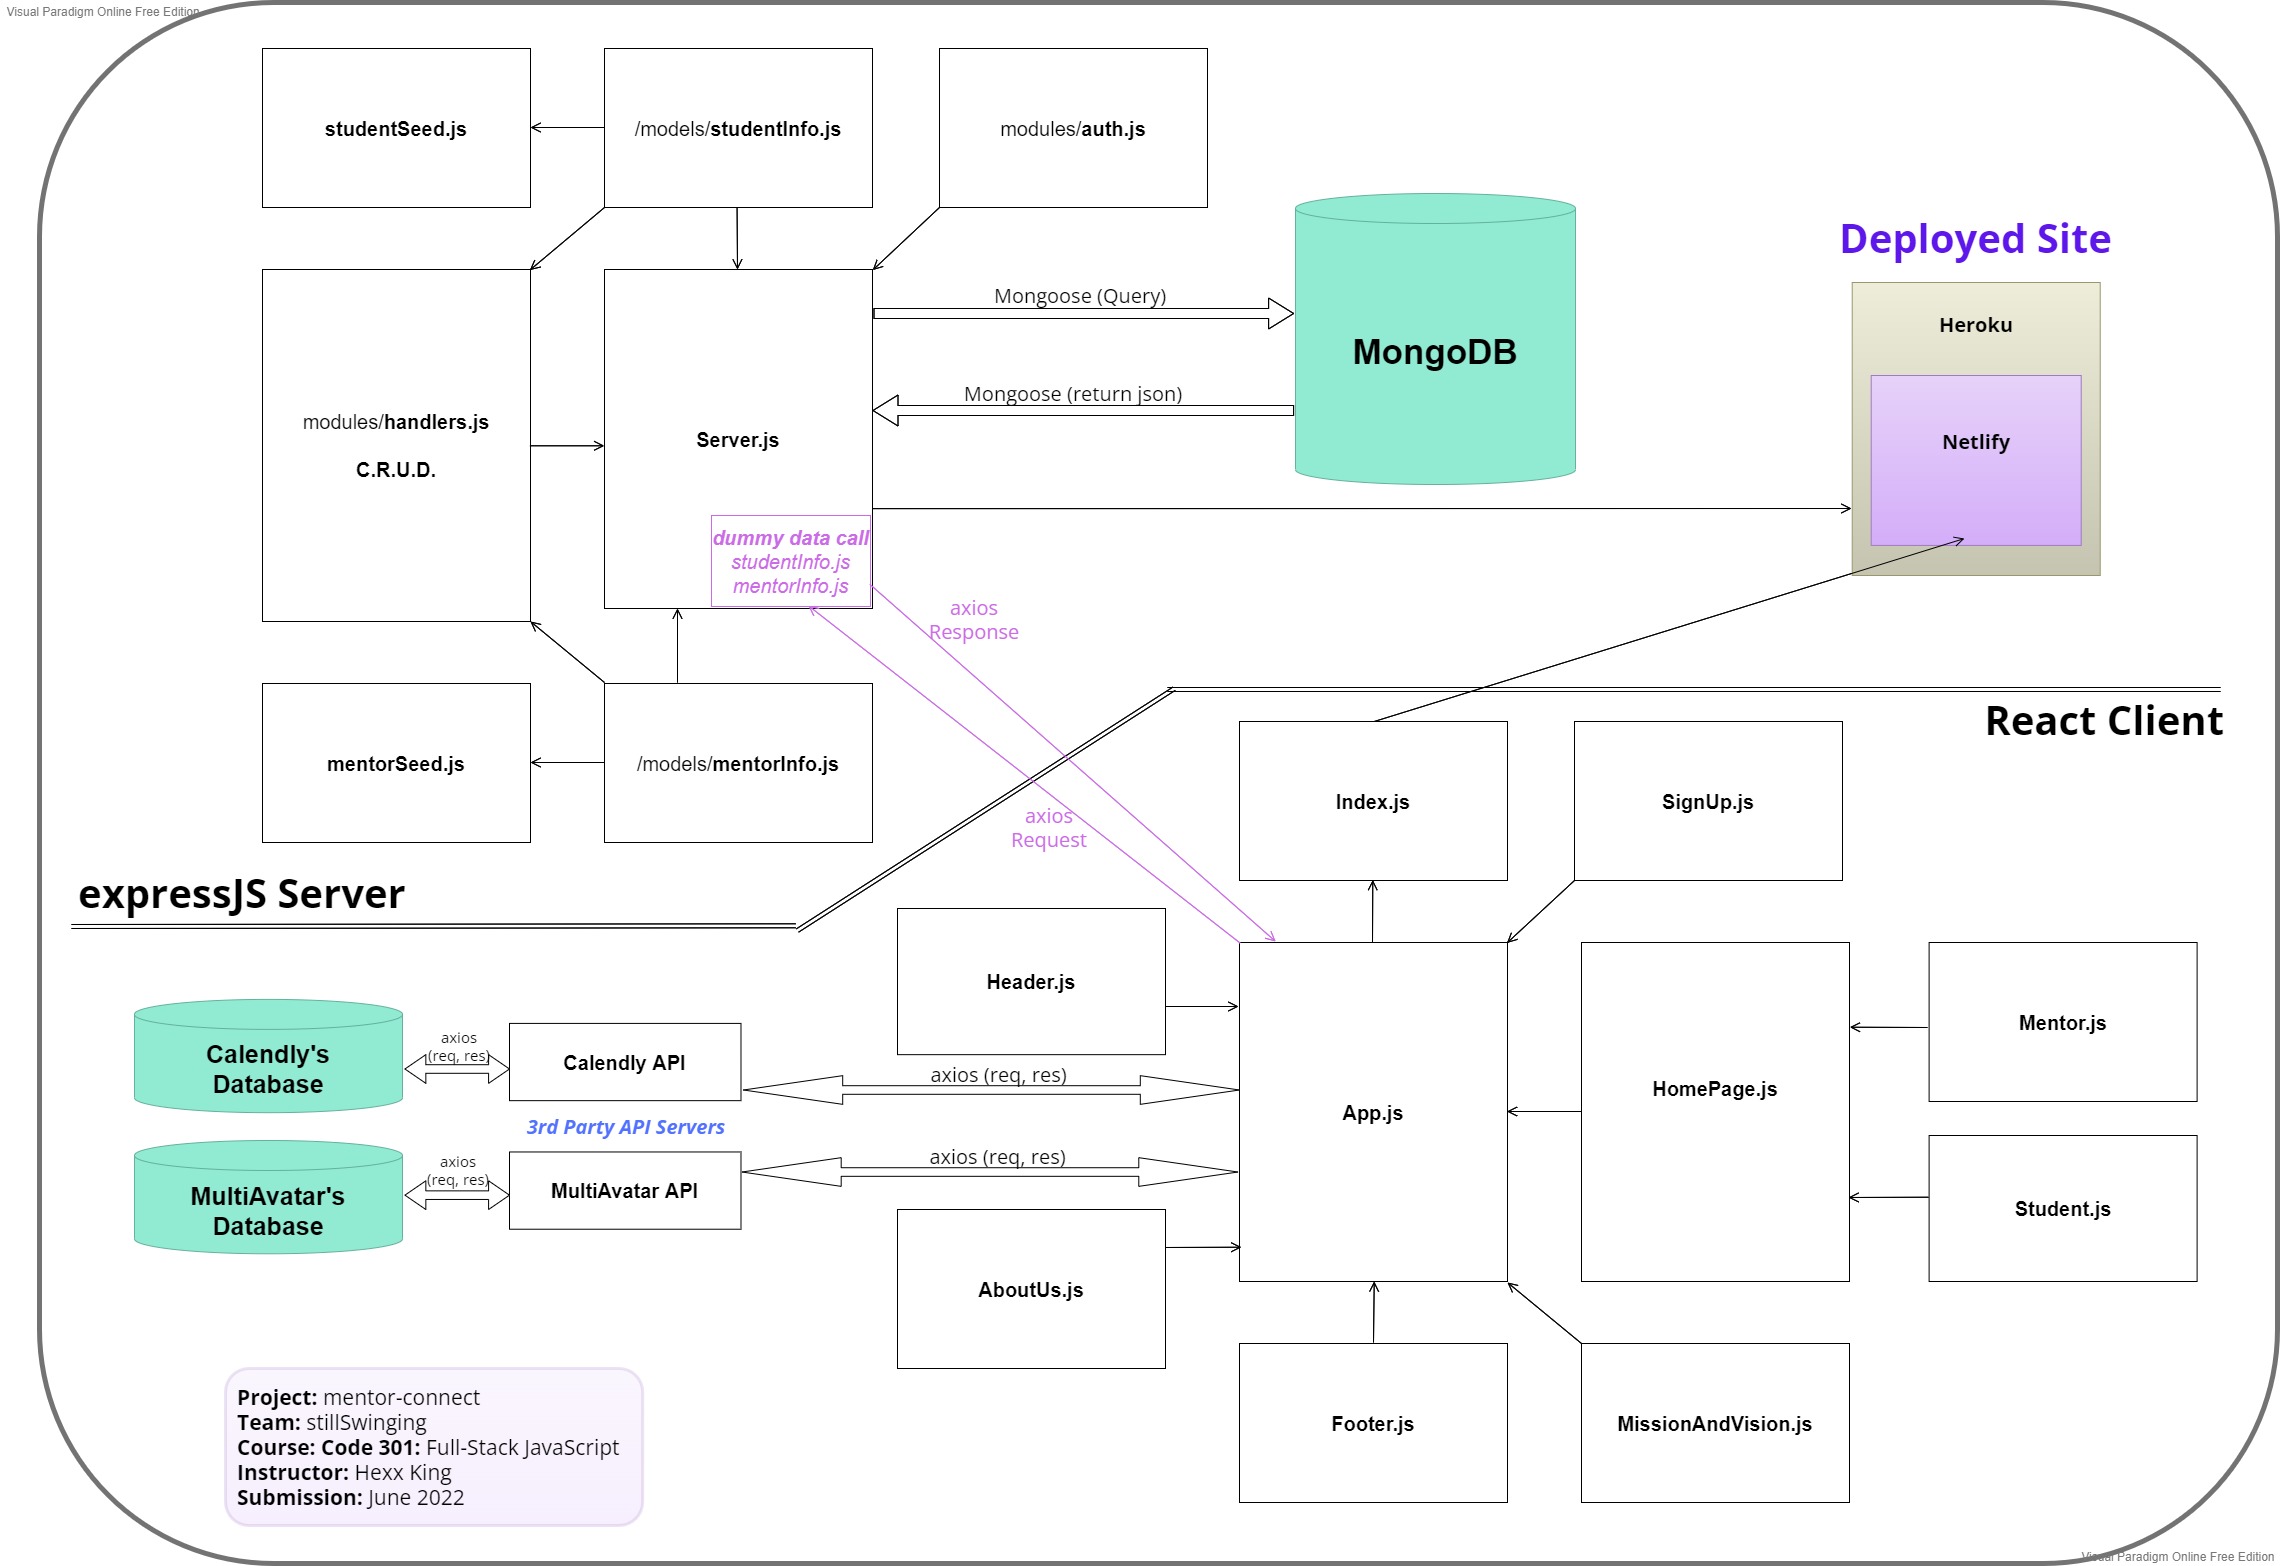 Visual Paradigm Online Free Edition
studentSeed.js
/models/studentInfo.js
modules/auth.js
Deployed Site
Mongoose (Query)
Heroku
MongoDB
Mongoose (return json)
modules/handlers.js
C.R.U.D.
Server.js
Netlify
dummy data call
studentInfo.js
mentorInfo.js
axios
Response
React Client
mentorSeed.js
/models/mentorInfo.js
Index.js
SignUp.js
axios
Request
expressJS Server
Header.js
Mentor.js
Calendly's
Database
axios
(req, res)
Calendly API
axios (req, res)
HomePage.js
App.js
3rd Party API Servers
MultiAvatar's
Database
axios
(req, res)
MultiAvatar API
axios (req, res)
Student.js
AboutUs.js
Project: mentor-connect
Team: stillSwinging
Course: Code 301: Full-Stack JavaScript
Instructor: Hexx King
Submission: June 2022
Footer.js
MissionAndVision.js
Visual Paradigm Online Free Edition